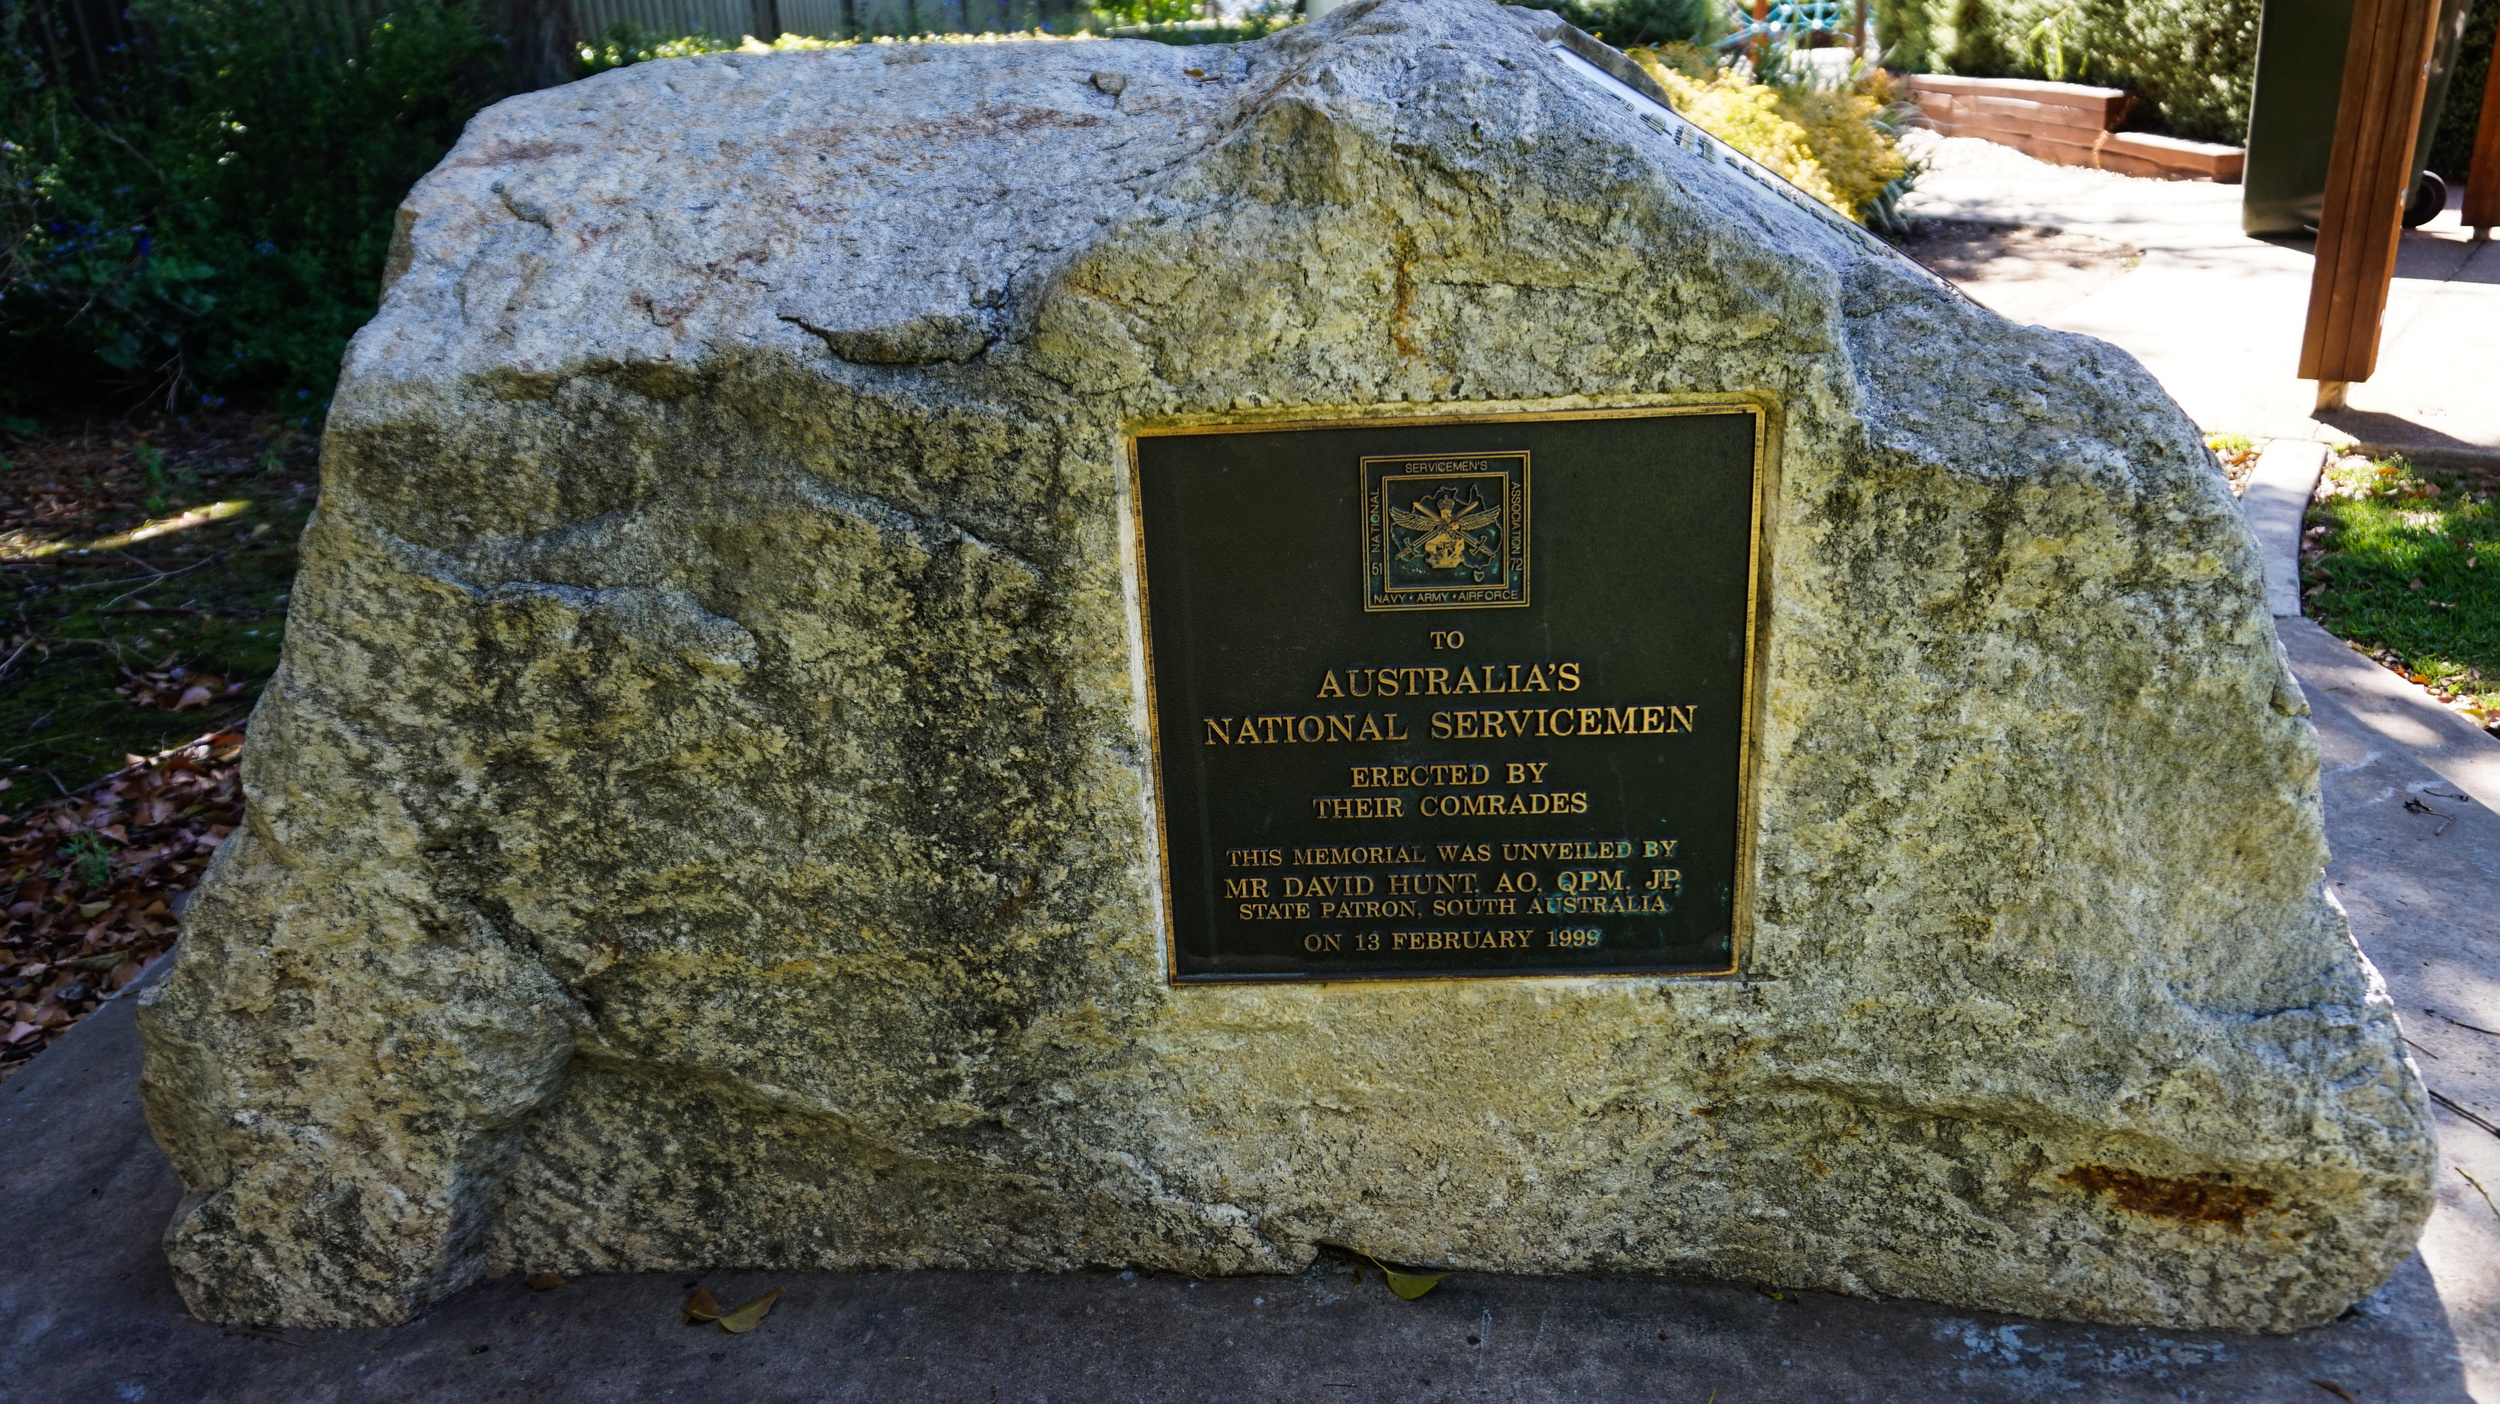 SERVICEMEN'S
NATIONAL
ASSOCIATION
51
72
NAVY • ARMY • AIRFORCE
TO
AUSTRALIA'S
NATIONAL SERVICEMEN
ERECTED BY
THEIR COMRADES
THIS MEMORIAL WAS UNVEILED BY
MR DAVID HUNT, AO, QPM, JP,
STATE PATRON, SOUTH AUSTRALIA
ON 13 FEBRUARY 1999